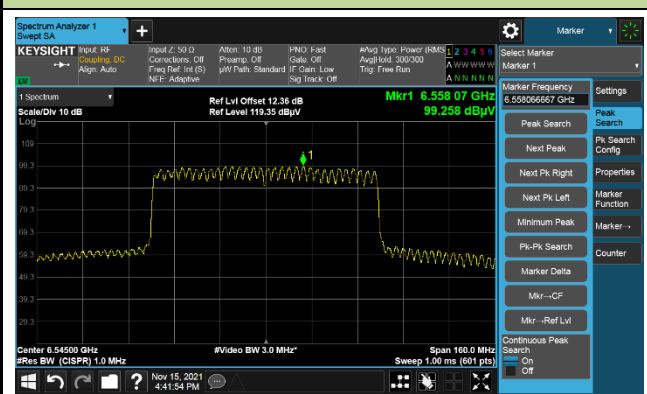 Spectrum Analyzer 1
Swept SA
+
Marker
KEYSIGHT
Input: RF
Coupling: DC
Align: Auto
Input Z: 50 Ω
Corrections: Off
Freq Ref: Int (S)
NFE: Adaptive
Atten: 10 dB
Preamp: Off
µW Path: Standard
PNO: Fast
Gate: Off
IF Gain: Low
Sig Track: Off
#Avg Type: Power (RMS
Avg|Hold: 300/300
Trig: Free Run
1 2 3 4 5 6
A W W W W W
A N N N N N
Select Marker
Marker 1
LXI
1 Spectrum
Scale/Div 10 dB
Log
Ref Lvl Offset 12.36 dB
Ref Level 119.35 dBµV
Mkr1 6.558 07 GHz
99.258 dBµV
109
99.3
89.3
79.3
69.3
59.3
49.3
39.3
29.3
1
Center 6.54500 GHz
#Res BW (CISPR) 1.0 MHz
#Video BW 3.0 MHz*
Span 160.0 MHz
Sweep 1.00 ms (601 pts)
Marker Frequency
6.558066667 GHz
Peak Search
Next Peak
Next Pk Right
Next Pk Left
Minimum Peak
Pk-Pk Search
Marker Delta
Mkr→CF
Mkr→Ref Lvl
Continuous Peak
Search
On
Off
Settings
Peak
Search
Pk Search
Config
Properties
Marker
Function
Marker→
Counter
?
Nov 15, 2021
4:41:54 PM